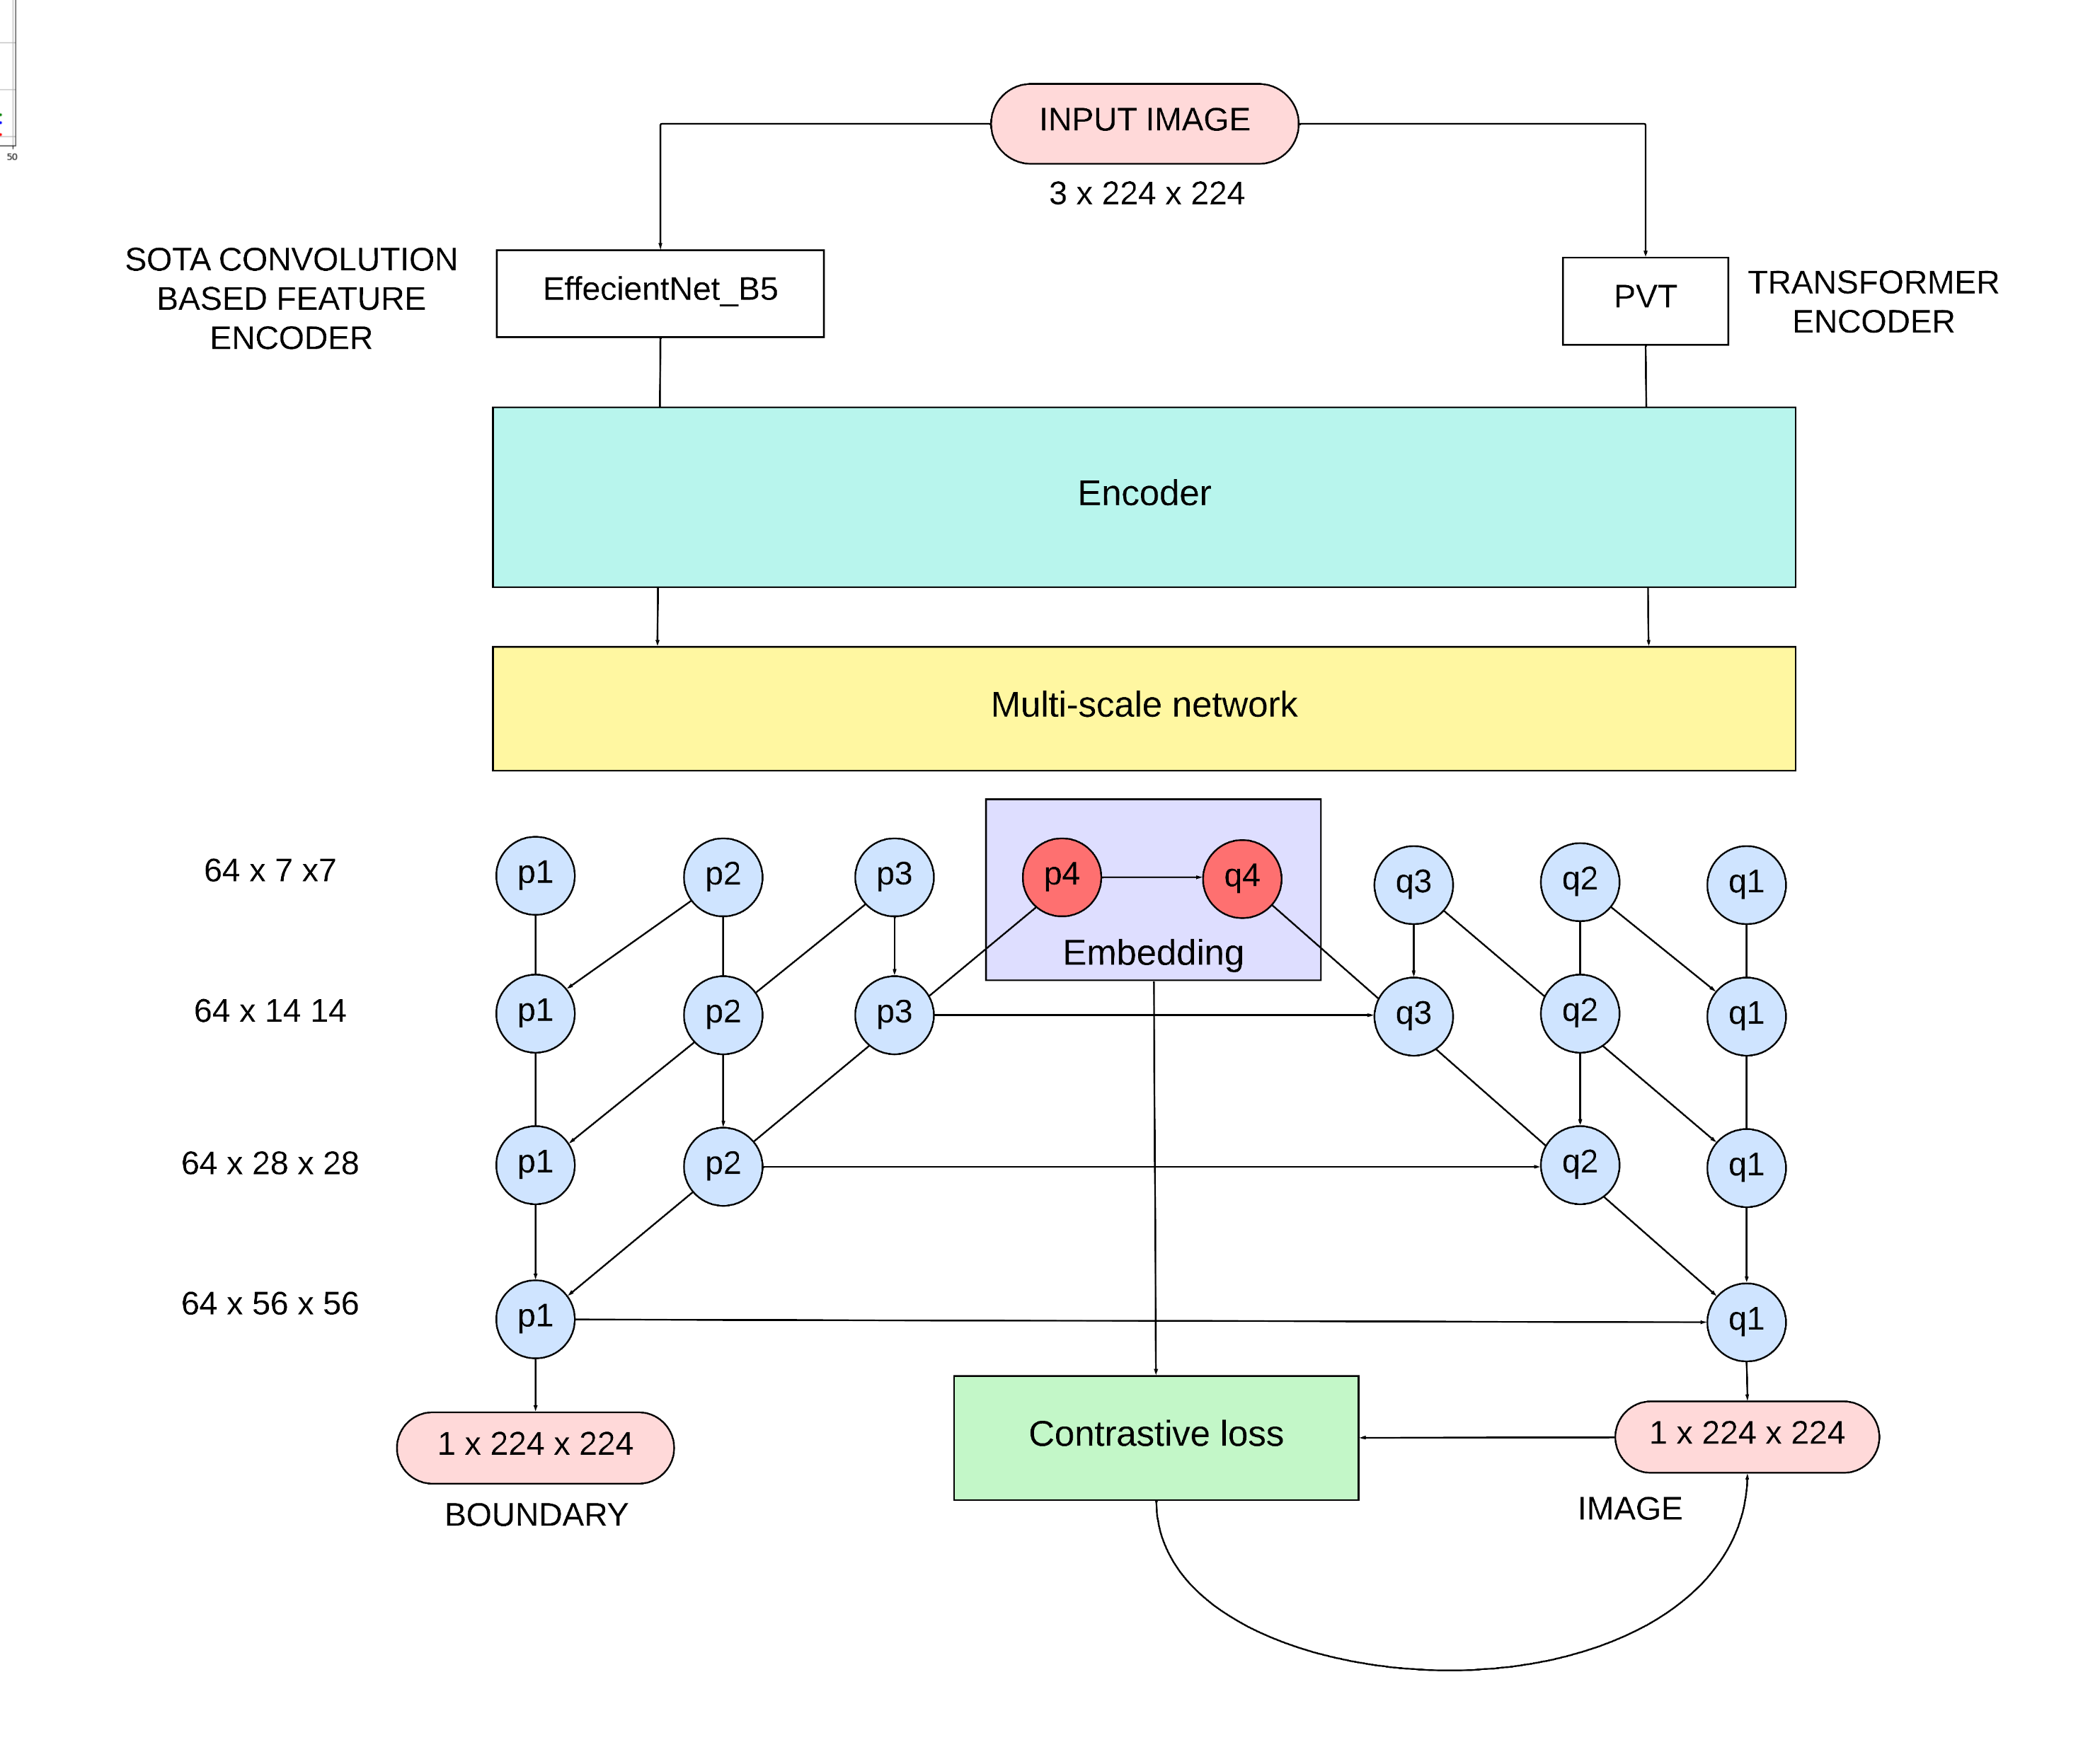 50
INPUT IMAGE
3 x 224 x 224
SOTA CONVOLUTION
BASED FEATURE
ENCODER
EffecientNet_B5
PVT
TRANSFORMER
ENCODER
Encoder
Multi-scale network
64 x 7 x7
p1
p2
p3
p4
q4
q3
q2
q1
Embedding
64 x 14 14
p1
p2
p3
q3
q2
q1
64 x 28 x 28
p1
p2
q2
q1
64 x 56 x 56
p1
q1
1 x 224 x 224
Contrastive loss
1 x 224 x 224
BOUNDARY
IMAGE